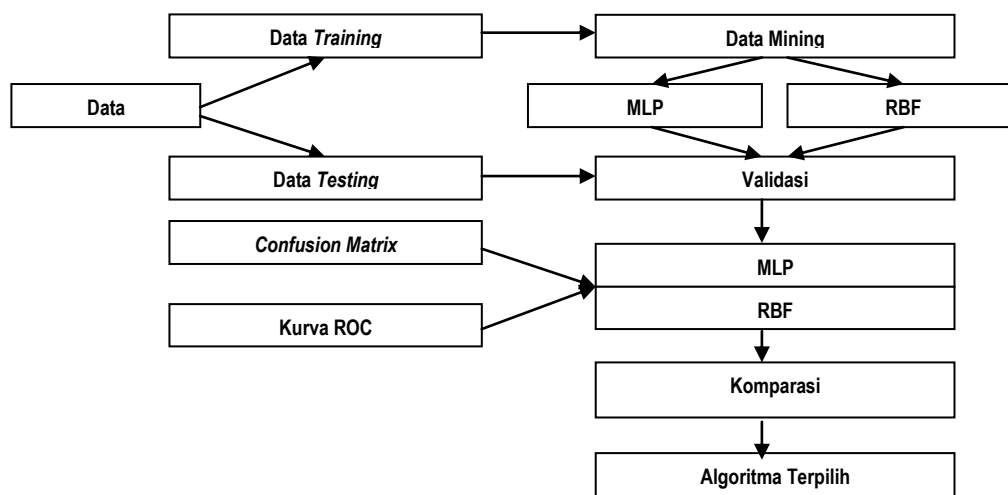 Data Training
Data Mining
Data
MLP
RBF
Data Testing
Validasi
Confusion Matrix
MLP
Kurva ROC
RBF
Komparasi
Algoritma Terpilih